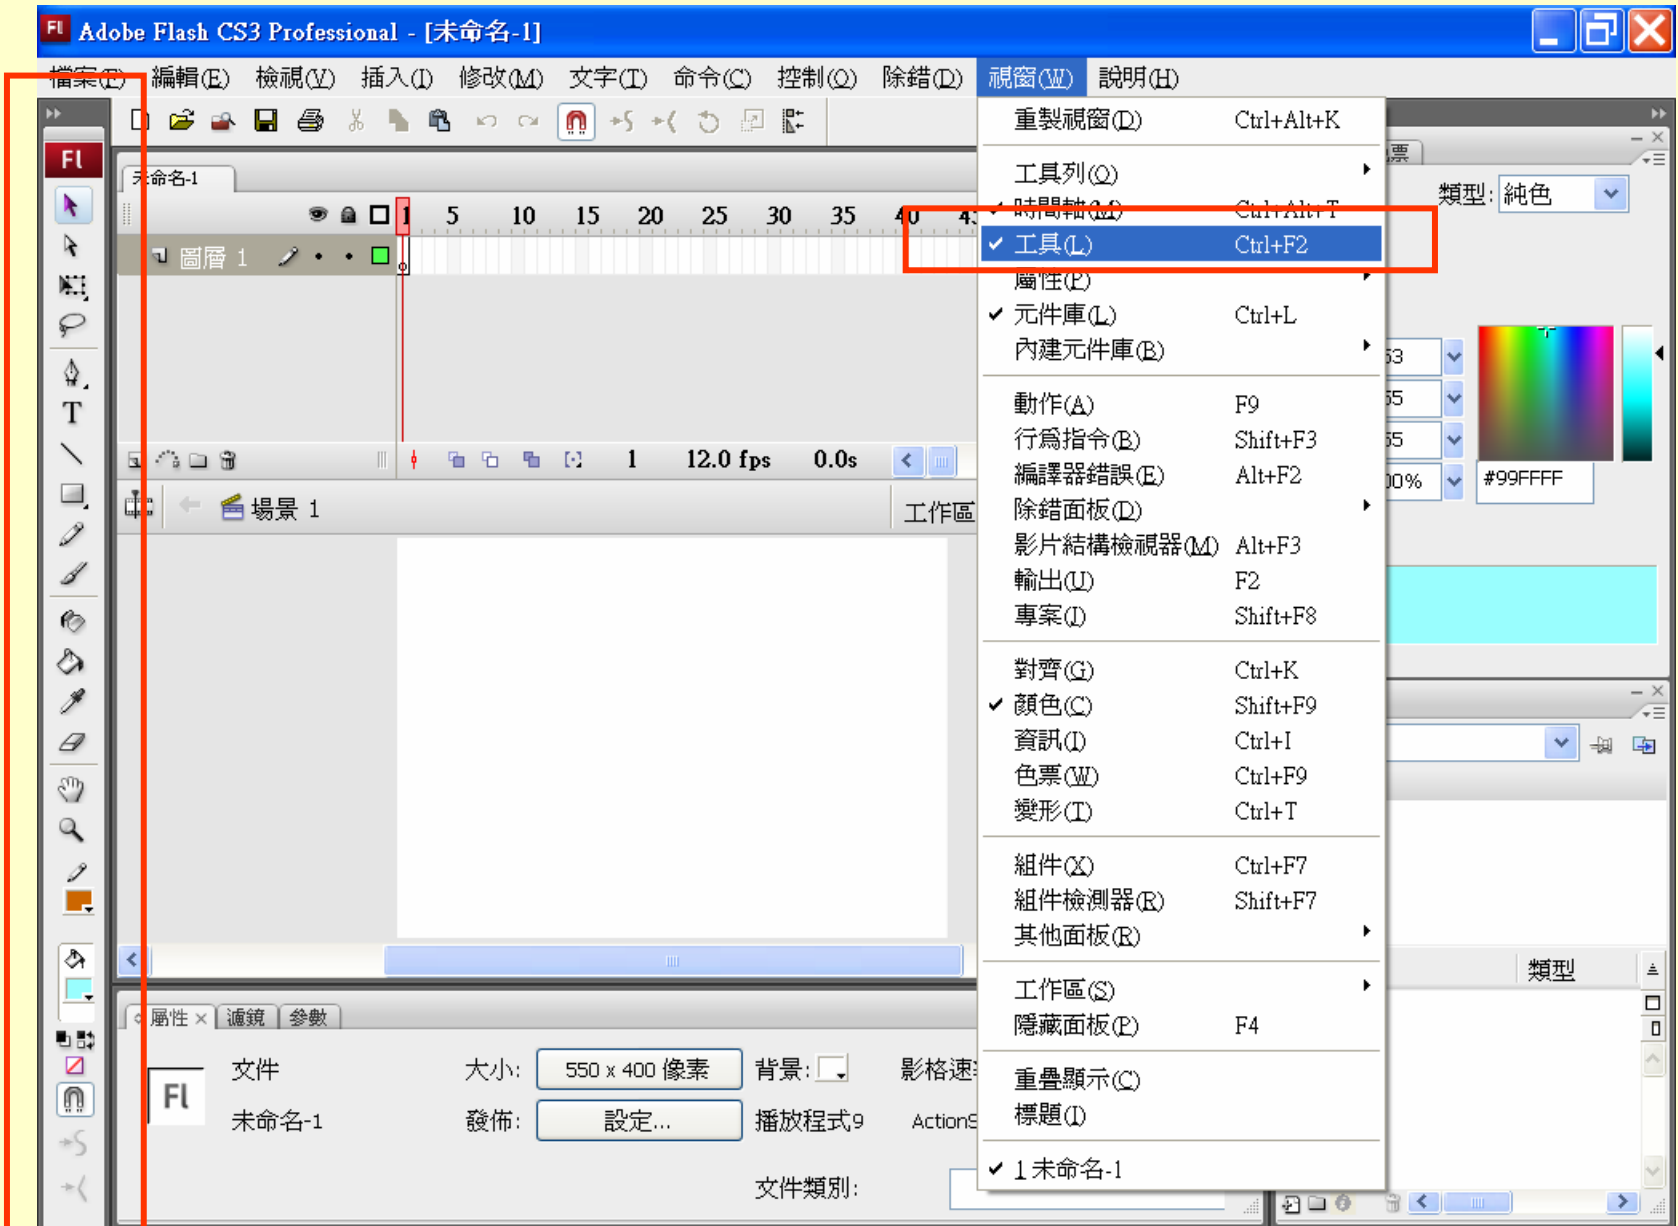 Fl Adobe Flash CS3 Professional - [未命名-1]
檔案(F) 編輯(E) 檢視(V) 插入(I) 修改(M) 文字(T) 命令(C) 控制(O) 除錯(D) 視窗(W) 說明(H)
Fl
未命名-1
1 5 10 15 20 25 30 35 40
圖層 1
T
1 12.0 fps 0.0s
場景 1
工作區
重製視窗(D) Ctrl+Alt+K
工具列(O)
時間軸(M) Ctrl+Alt+T
工具(L) Ctrl+F2
屬性(P)
元件庫(L) Ctrl+L
內建元件庫(B)
動作(A) F9
行為指令(B) Shift+F3
編譯器錯誤(E) Alt+F2
除錯面板(D)
影片結構檢視器(M) Alt+F3
輸出(U) F2
專案(J) Shift+F8
對齊(G) Ctrl+K
顏色(C) Shift+F9
資訊(I) Ctrl+I
色票(W) Ctrl+F9
變形(T) Ctrl+T
組件(X) Ctrl+F7
組件檢測器(R) Shift+F7
其他面板(R)
工作區(S)
隱藏面板(P) F4
重疊顯示(C)
標題(T)
1 未命名-1
票
類型: 純色
#99FFFF
類型
屬性 × 濾鏡 參數
Fl
文件
未命名-1
大小: 550 x 400 像素
背景:
影格速
發佈: 設定...
播放程式9
文件類別: